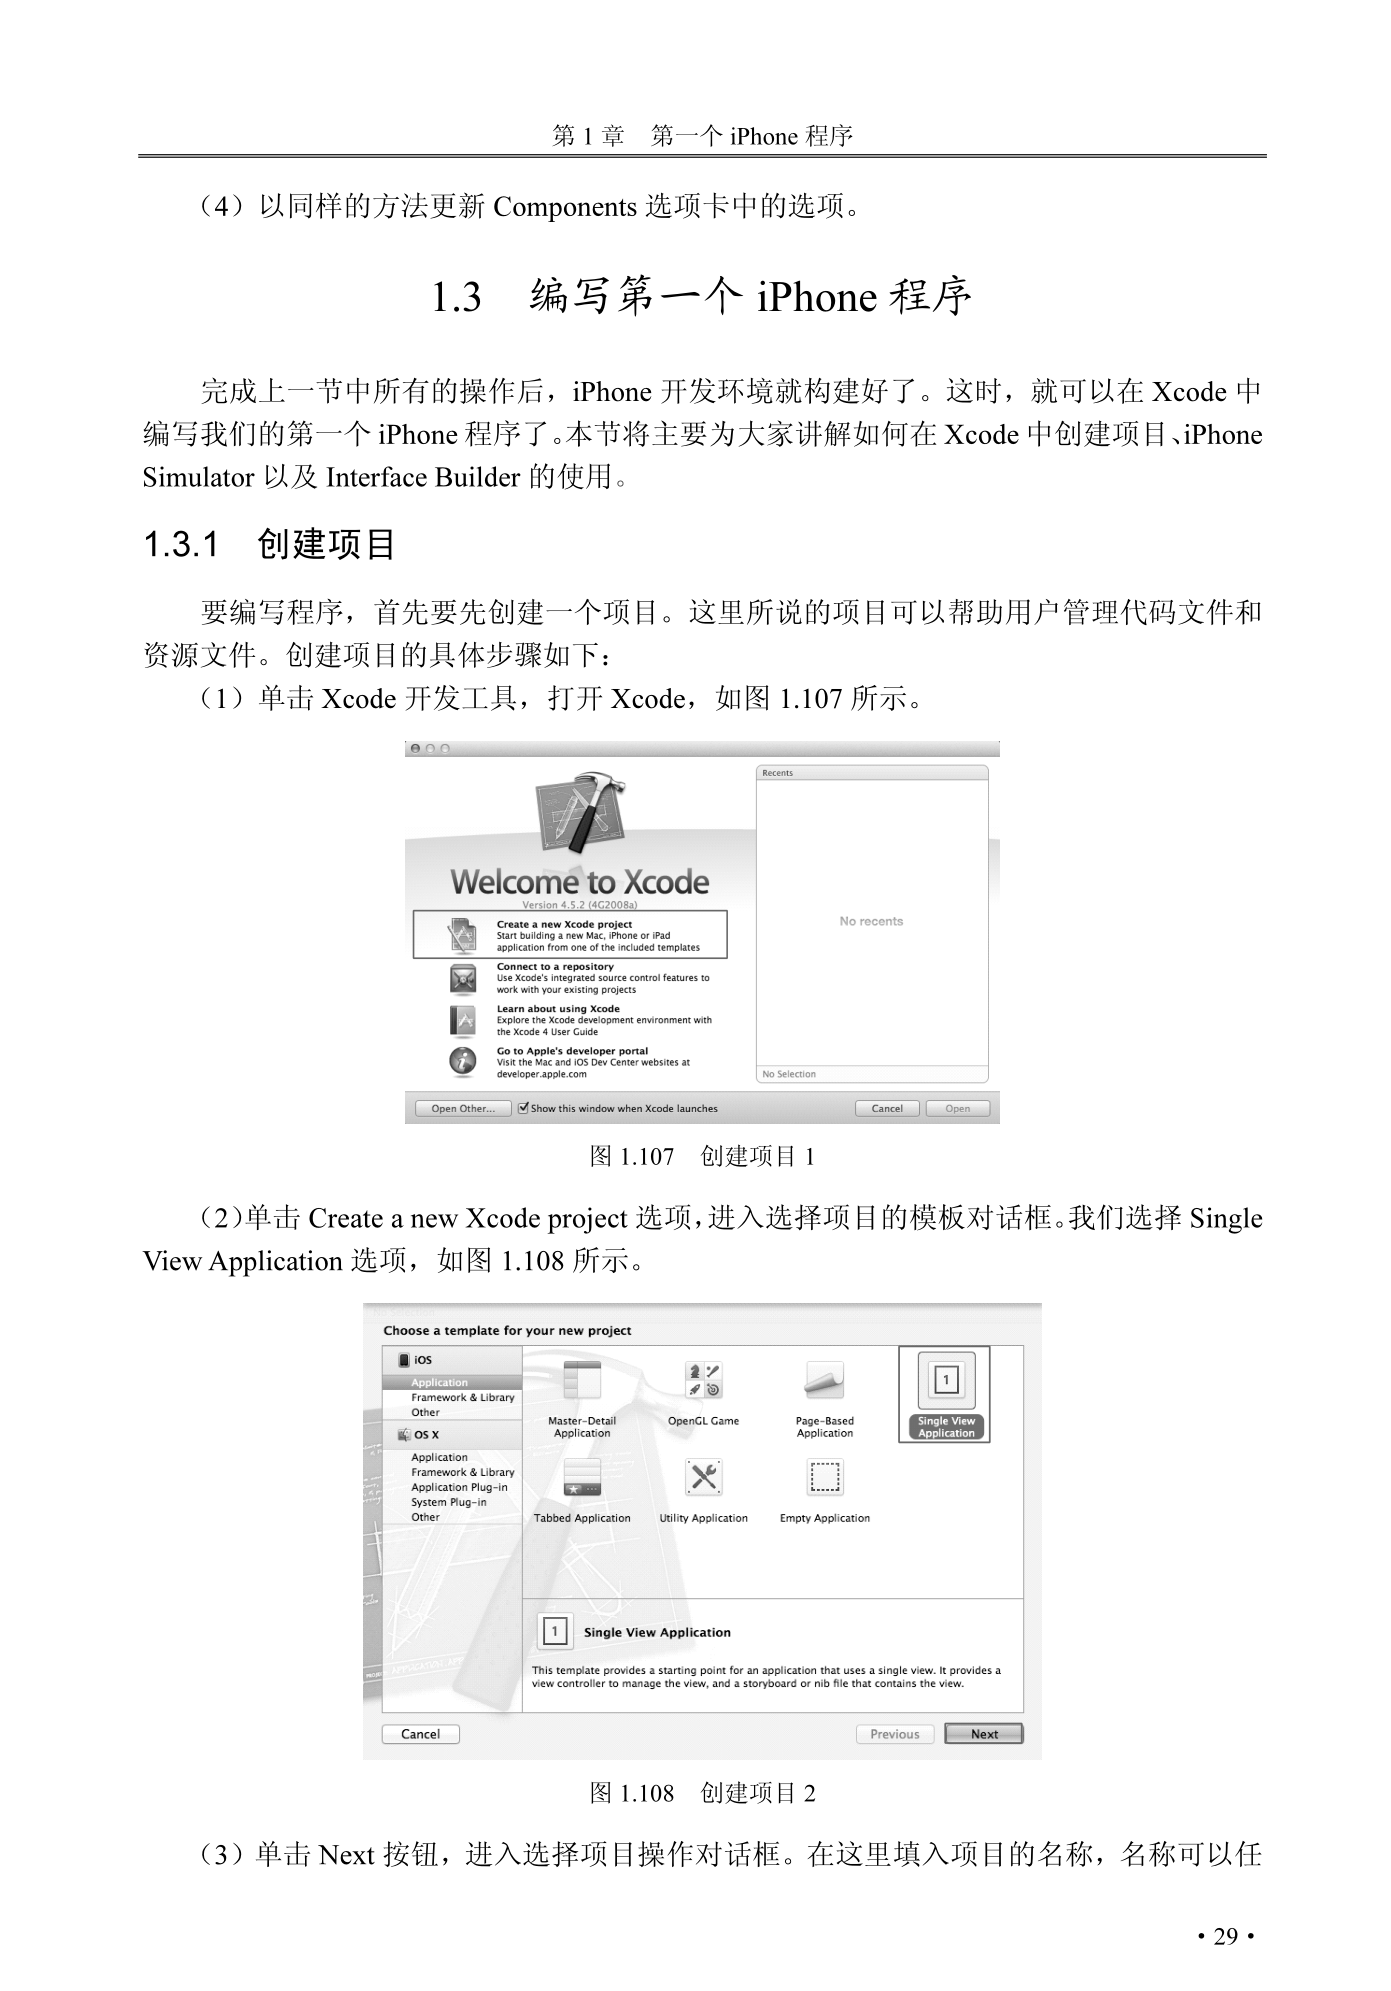 第 1 章　第一个 iPhone 程序
（4）以同样的方法更新 Components 选项卡中的选项。
1.3　编写第一个 iPhone 程序
完成上一节中所有的操作后，iPhone 开发环境就构建好了。这时，就可以在 Xcode 中
编写我们的第一个 iPhone 程序了。本节将主要为大家讲解如何在 Xcode 中创建项目、iPhone
Simulator 以及 Interface Builder 的使用。
1.3.1　创建项目
要编写程序，首先要先创建一个项目。这里所说的项目可以帮助用户管理代码文件和
资源文件。创建项目的具体步骤如下：
（1）单击 Xcode 开发工具，打开 Xcode，如图 1.107 所示。
Welcome to Xcode
Version 4.5.2 (4G2008a)
Create a new Xcode project
Start building a new Mac, iPhone or iPad
application from one of the included templates
Connect to a repository
Use Xcode's integrated source control features to
work with your existing projects
Learn about using Xcode
Explore the Xcode development environment with
the Xcode 4 User Guide
Go to Apple's developer portal
Visit the Mac and iOS Dev Center websites at
developer.apple.com
Recents
No recents
No Selection
Open Other... Show this window when Xcode launches Cancel Open
图 1.107　创建项目 1
（2）单击 Create a new Xcode project 选项，进入选择项目的模板对话框。我们选择 Single
View Application 选项，如图 1.108 所示。
Choose a template for your new project
iOS
Application
Framework & Library
Other
OS X
Application
Framework & Library
Application Plug-in
System Plug-in
Other
Master-Detail
Application
OpenGL Game
Page-Based
Application
Single View
Application
Tabbed Application
Utility Application
Empty Application
1
1
Single View Application
This template provides a starting point for an application that uses a single view. It provides a
view controller to manage the view, and a storyboard or nib file that contains the view.
Cancel Previous Next
图 1.108　创建项目 2
（3）单击 Next 按钮，进入选择项目操作对话框。在这里填入项目的名称，名称可以任
·29·